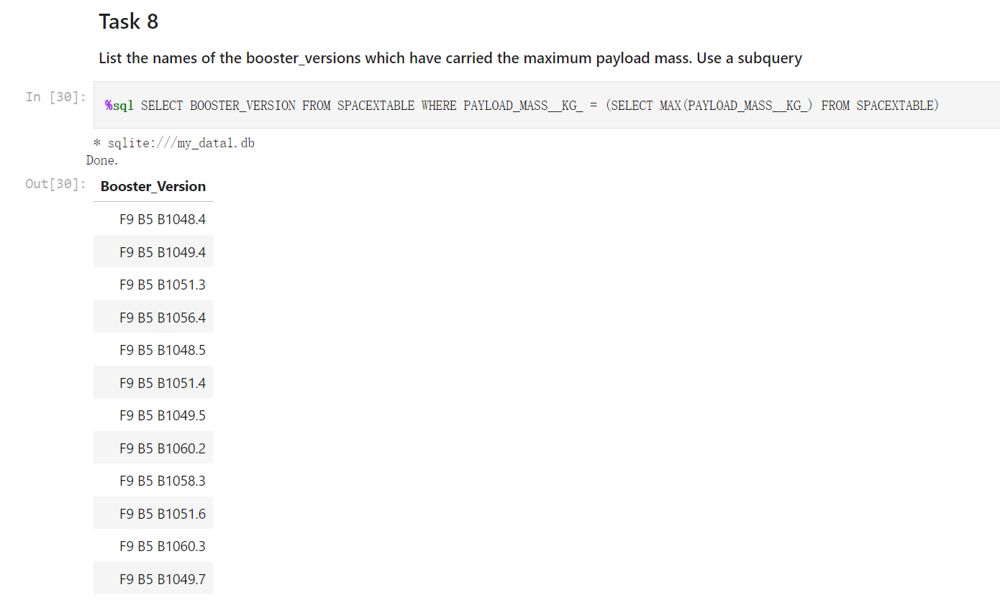 Task 8
List the names of the booster_versions which have carried the maximum payload mass. Use a subquery
In [30]:
%sql SELECT BOOSTER_VERSION FROM SPACEXTABLE WHERE PAYLOAD_MASS__KG_ = (SELECT MAX(PAYLOAD_MASS__KG_) FROM SPACEXTABLE)
* sqlite:///my_data1.db
Done.
Out[30]:
Booster_Version
F9 B5 B1048.4
F9 B5 B1049.4
F9 B5 B1051.3
F9 B5 B1056.4
F9 B5 B1048.5
F9 B5 B1051.4
F9 B5 B1049.5
F9 B5 B1060.2
F9 B5 B1058.3
F9 B5 B1051.6
F9 B5 B1060.3
F9 B5 B1049.7